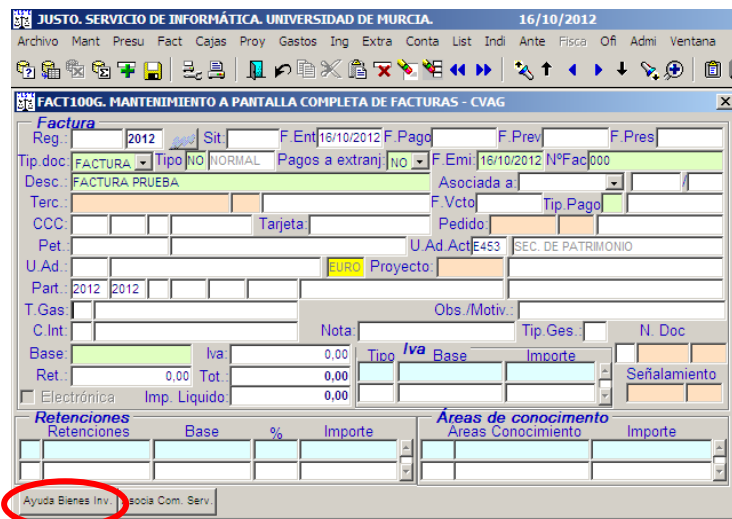 JUSTO. SERVICIO DE INFORMÁTICA. UNIVERSIDAD DE MURCIA. 16/10/2012
Archivo Mant Presu Fact Cajas Proy Gastos Ing Extra Conta List Indi Ante Fisca Ofi Admi Ventana
FACT100G. MANTENIMIENTO A PANTALLA COMPLETA DE FACTURAS - CVAG
Factura
Reg.: 2012 Sit: F.Ent 16/10/2012 F.Pago F.Prev F.Pres
Tip.doc: FACTURA Tipo NO NORMAL Pagos a extranj: NO F.Emi: 16/10/2012 NºFac 000
Desc.: FACTURA PRUEBA Asociada a: /
Terc.: F.Vcto Tip.Pago
CCC: Tarjeta: Pedido:
Pet.: U.Ad.Act E453 SEC. DE PATRIMONIO
U.Ad.: EURO Proyecto:
Part.: 2012 2012
T.Gas: Obs./Motiv.:
C.Int: Nota: Tip.Ges.: N. Doc
Base: Iva: 0,00 Tipo Iva Base Importe
Ret.: 0,00 Tot.: 0,00 Señalamiento
Electrónica Imp. Liquido: 0,00
Retenciones Áreas de conocimento
Retenciones Base % Importe Areas Conocimiento Importe
Ayuda Bienes Inv. Asocia Com. Serv.